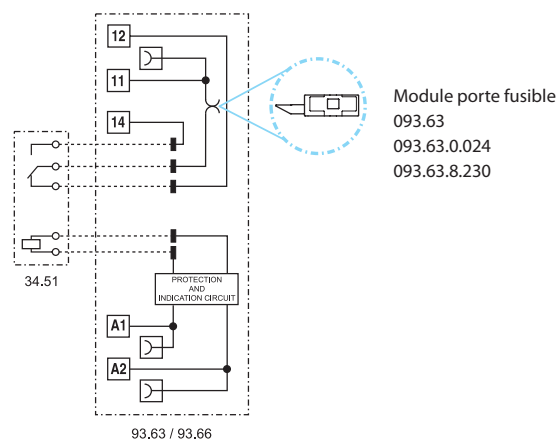 12
11
14
34.51
PROTECTION
AND
INDICATION CIRCUIT
A1
A2
93.63 / 93.66
Module porte fusible
093.63
093.63.0.024
093.63.8.230